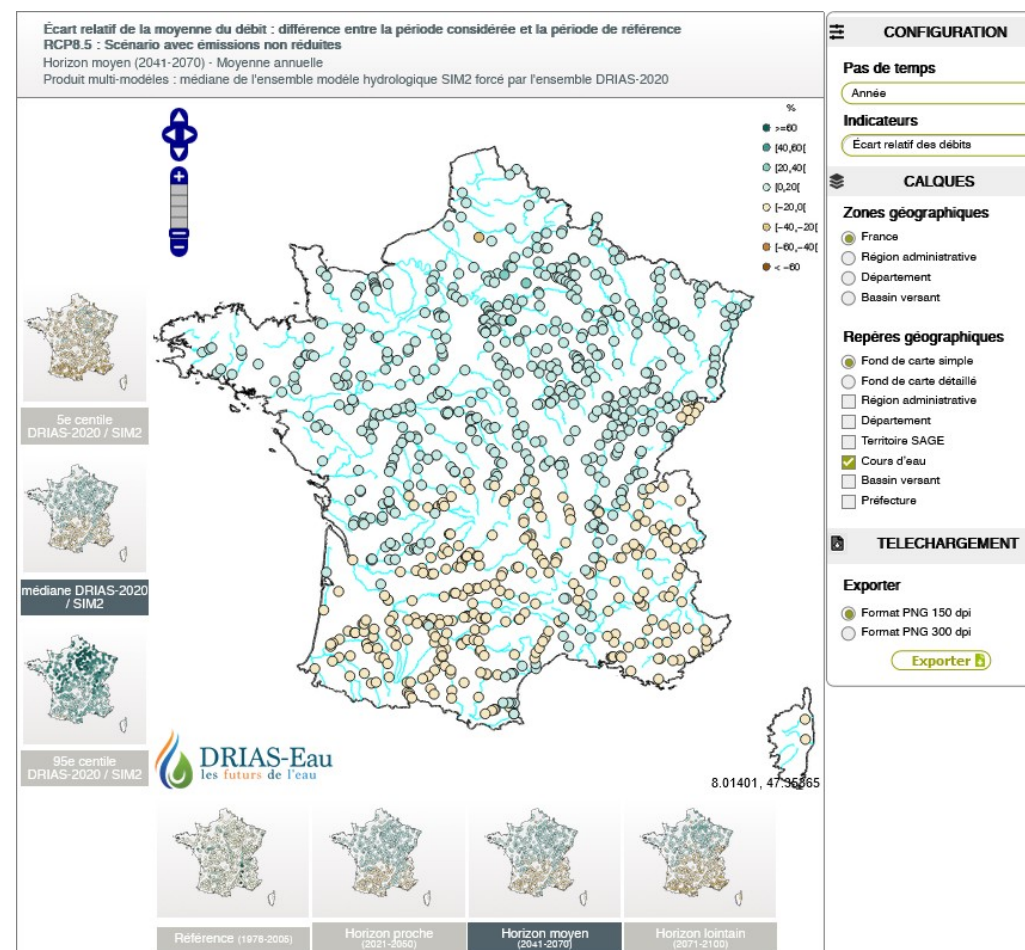 Écart relatif de la moyenne du débit : différence entre la période considérée et la période de référence
RCP8.5 : Scénario avec émissions non réduites
Horizon moyen (2041-2070) - Moyenne annuelle
Produit multi-modèles : médiane de l'ensemble modèle hydrologique SIM2 forcé par l'ensemble DRIAS-2020
%
>=60
[40,60[
[20,40[
[0,20[
[-20,0[
[-40,-20[
[-60,-40[
< -60
5e centile
DRIAS-2020 / SIM2
médiane DRIAS-2020
/ SIM2
95e centile
DRIAS-2020 / SIM2
DRIAS-Eau
les futurs de l'eau
8.01401, 47.35365
Référence (1976-2005)
Horizon proche
(2021-2050)
Horizon moyen
(2041-2070)
Horizon lointain
(2071-2100)
CONFIGURATION
Pas de temps
Année
Indicateurs
Écart relatif des débits
CALQUES
Zones géographiques
France
Région administrative
Département
Bassin versant
Repères géographiques
Fond de carte simple
Fond de carte détaillé
Région administrative
Département
Territoire SAGE
Cours d'eau
Bassin versant
Préfecture
TELECHARGEMENT
Exporter
Format PNG 150 dpi
Format PNG 300 dpi
Exporter